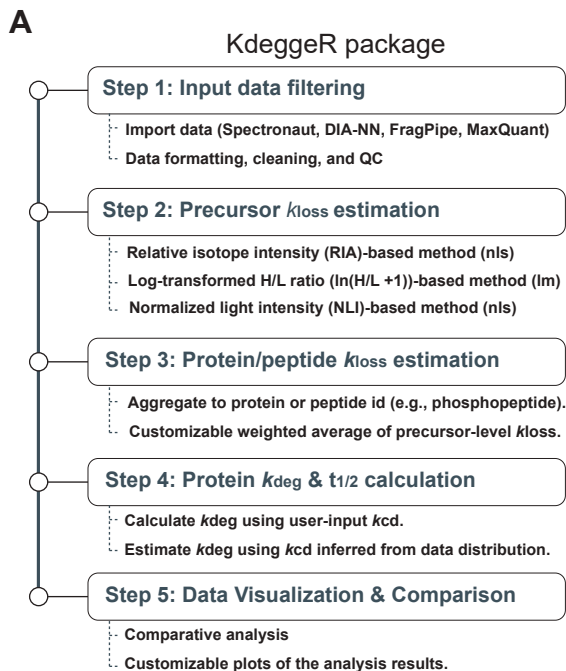 A
KdeggeR package
Step 1: Input data filtering
Import data (Spectronaut, DIA-NN, FragPipe, MaxQuant)
Data formatting, cleaning, and QC
Step 2: Precursor kloss estimation
Relative isotope intensity (RIA)-based method (nls)
Log-transformed H/L ratio (ln(H/L +1))-based method (lm)
Normalized light intensity (NLI)-based method (nls)
Step 3: Protein/peptide kloss estimation
Aggregate to protein or peptide id (e.g., phosphopeptide).
Customizable weighted average of precursor-level kloss.
Step 4: Protein kdeg & t1/2 calculation
Calculate kdeg using user-input kcd.
Estimate kdeg using kcd inferred from data distribution.
Step 5: Data Visualization & Comparison
Comparative analysis
Customizable plots of the analysis results.